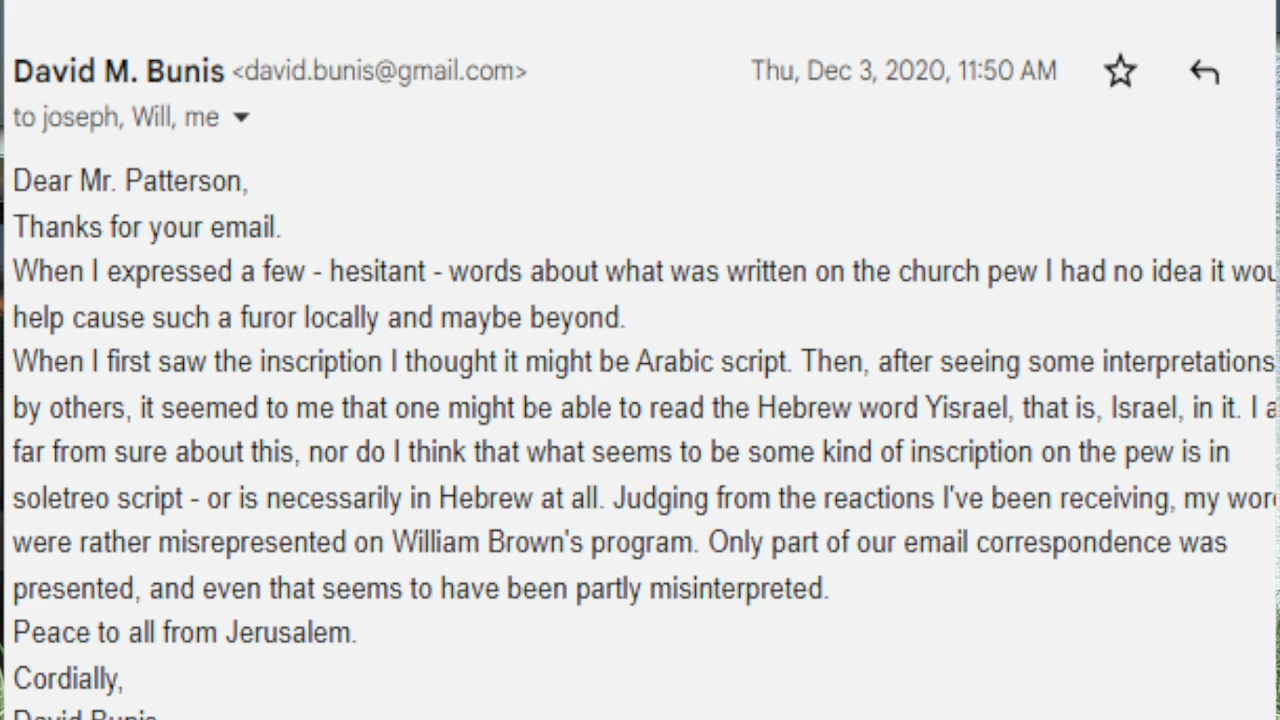 David M. Bunis <david.bunis@gmail.com> Thu, Dec 3, 2020, 11:50 AM
to joseph, Will, me
Dear Mr. Patterson,
Thanks for your email.
When I expressed a few - hesitant - words about what was written on the church pew I had no idea it
help cause such a furor locally and maybe beyond.
When I first saw the inscription I thought it might be Arabic script. Then, after seeing some interpretations
by others, it seemed to me that one might be able to read the Hebrew word Yisrael, that is, Israel, in it. I
far from sure about this, nor do I think that what seems to be some kind of inscription on the pew is in
soletreo script - or is necessarily in Hebrew at all. Judging from the reactions I've been receiving, my
were rather misrepresented on William Brown's program. Only part of our email correspondence was
presented, and even that seems to have been partly misinterpreted.
Peace to all from Jerusalem.
Cordially,
David Bunis